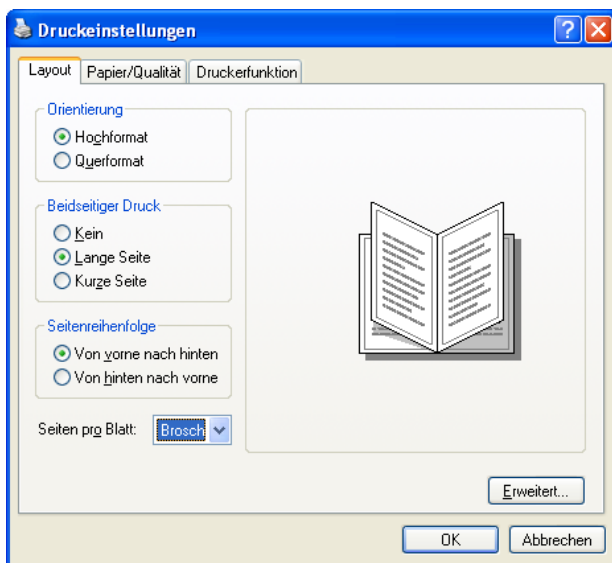 Druckeinstellungen
Layout Papier/Qualität Druckerfunktion
Orientierung
Hochformat
Querformat
Beidseitiger Druck
Kein
Lange Seite
Kurze Seite
Seitenreihenfolge
Von vorne nach hinten
Von hinten nach vorne
Seiten pro Blatt: Brosch
Erweitert...
OK Abbrechen